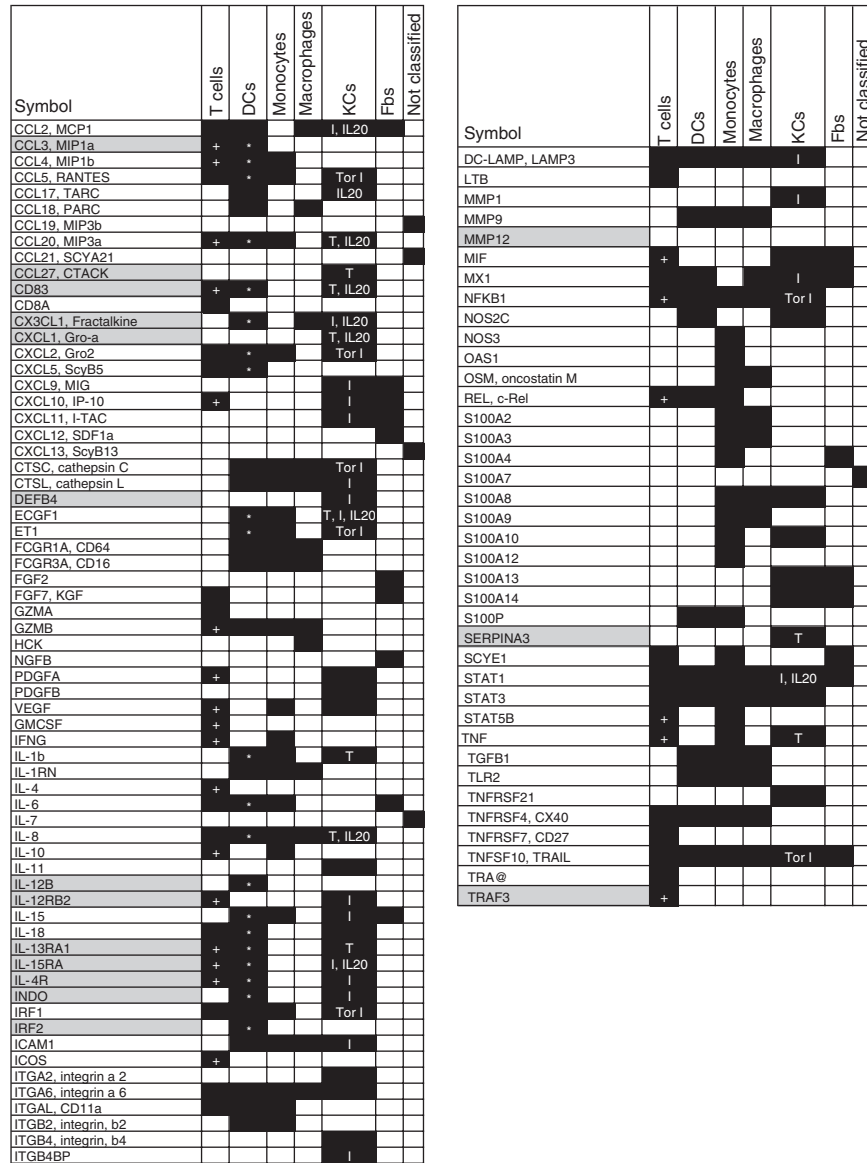 Symbol T cells DCs Monocytes Macrophages KCs Fbs Not classified
CCL2, MCP1 I, IL20
CCL3, MIP1a + *
CCL4, MIP1b + *
CCL5, RANTES * Tor I
CCL17, TARC IL20
CCL18, PARC
CCL19, MIP3b
CCL20, MIP3a + * T, IL20
CCL21, SCYA21
CCL27, CTACK T
CD83 + * T, IL20
CD8A
CX3CL1, Fractalkine * I, IL20
CXCL1, Gro-a T, IL20
CXCL2, Gro2 * Tor I
CXCL5, ScyB5 *
CXCL9, MIG I
CXCL10, IP-10 + I
CXCL11, I-TAC I
CXCL12, SDF1a
CXCL13, ScyB13
CTSC, cathepsin C Tor I
CTSL, cathepsin L I
DEFB4 I
ECGF1 * T, I, IL20
ET1 * Tor I
FCGR1A, CD64
FCGR3A, CD16
FGF2
FGF7, KGF
GZMA
GZMB +
HCK
NGFB
PDGFA +
PDGFB
VEGF +
GMCSF +
IFNG +
IL-1b * T
IL-1RN
IL-4 +
IL-6 *
IL-7
IL-8 * T, IL20
IL-10 +
IL-11
IL-12B *
IL-12RB2 + I
IL-15 * I
IL-18 *
IL-13RA1 + * T
IL-15RA + * I, IL20
IL-4R + * I
INDO * I
IRF1 Tor I
IRF2 *
ICAM1 I
ICOS +
ITGA2, integrin a 2
ITGA6, integrin a 6
ITGAL, CD11a
ITGB2, integrin, b2
ITGB4, integrin, b4
ITGB4BP I
Symbol T cells DCs Monocytes Macrophages KCs Fbs Not classified
DC-LAMP, LAMP3 I
LTB
MMP1 I
MMP9
MMP12
MIF +
MX1 I
NFKB1 + Tor I
NOS2C
NOS3
OAS1
OSM, oncostatin M
REL, c-Rel +
S100A2
S100A3
S100A4
S100A7
S100A8
S100A9
S100A10
S100A12
S100A13
S100A14
S100P
SERPINA3 T
SCYE1
STAT1 I, IL20
STAT3
STAT5B +
TNF + T
TGFB1
TLR2
TNFRSF21
TNFRSF4, CX40
TNFRSF7, CD27
TNFSF10, TRAIL Tor I
TRA@
TRAF3 +